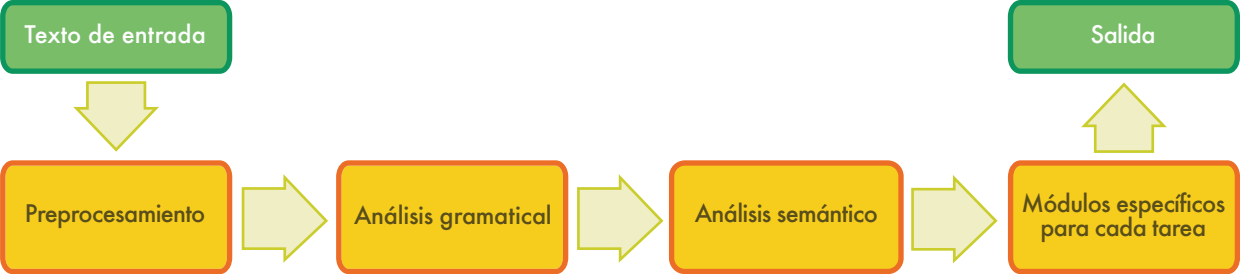 Texto de entrada
Salida
Preprocesamiento
Análisis gramatical
Análisis semántico
Módulos específicos
para cada tarea